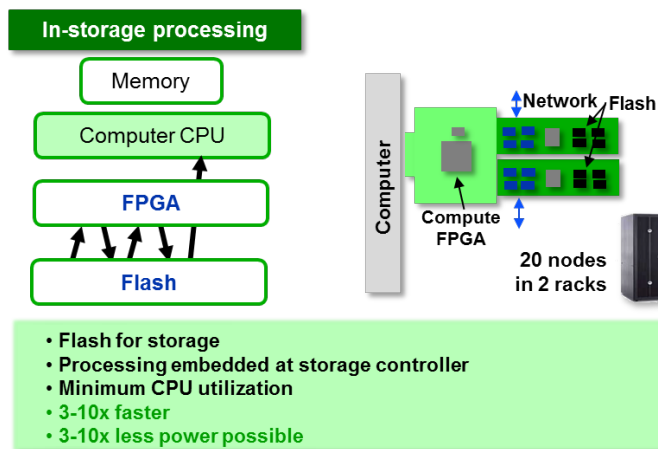 In-storage processing
Memory
Computer CPU
FPGA
Flash
Computer
Network
Flash
Compute
FPGA
20 nodes
in 2 racks
• Flash for storage
• Processing embedded at storage controller
• Minimum CPU utilization
• 3-10x faster
• 3-10x less power possible